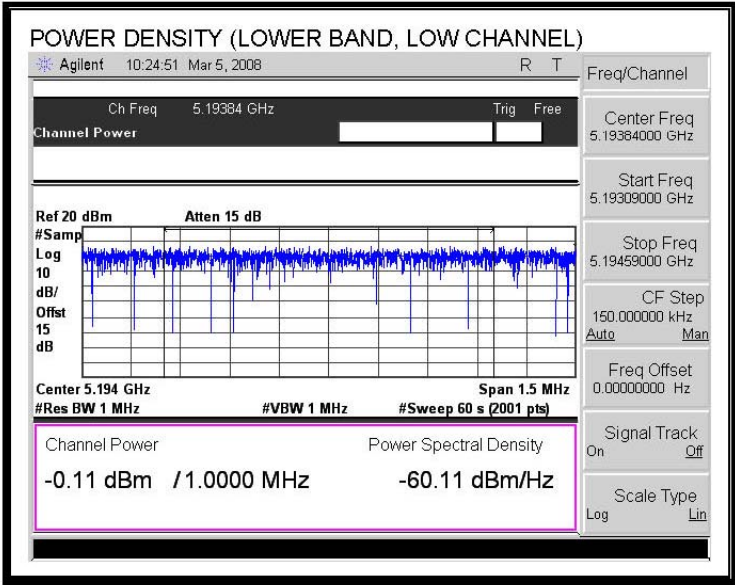 POWER DENSITY (LOWER BAND, LOW CHANNEL)
Agilent 10:24:51 Mar 5, 2008 R T
Freq/Channel
Ch Freq 5.19384 GHz Trig Free
Channel Power
Center Freq
5.19384000 GHz
Start Freq
5.19309000 GHz
Stop Freq
5.19459000 GHz
CF Step
150.000000 kHz
Auto Man
Freq Offset
0.00000000 Hz
Signal Track
On Off
Scale Type
Log Lin
Ref 20 dBm Atten 15 dB
#Samp
Log
10
dB/
Offst
15
dB
Center 5.194 GHz Span 1.5 MHz
#Res BW 1 MHz #VBW 1 MHz #Sweep 60 s (2001 pts)
Channel Power Power Spectral Density
-0.11 dBm /1.0000 MHz -60.11 dBm/Hz